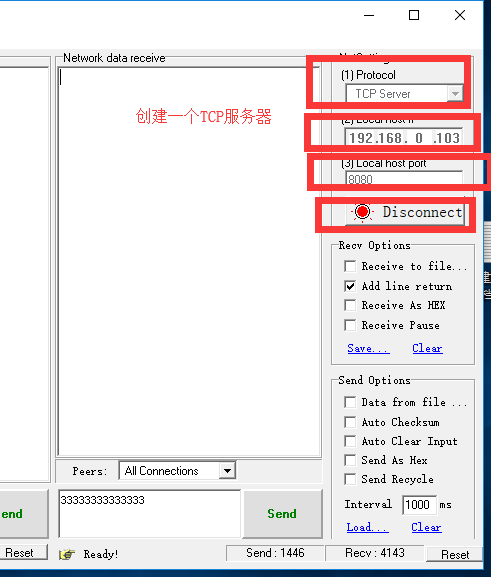 Network data receive
创建一个TCP服务器
NetSetting
(1) Protocol
TCP Server
(2) Local host IP
192.168. 0 .103
(3) Local host port
8080
Disconnect
Recv Options
Receive to file...
Add line return
Receive As HEX
Receive Pause
Save... Clear
Send Options
Data from file ...
Auto Checksum
Auto Clear Input
Send As Hex
Send Recycle
Interval 1000 ms
Load... Clear
Peers: All Connections
end
33333333333333
Send
Reset
Ready!
Send : 1446
Recv : 4143
Reset